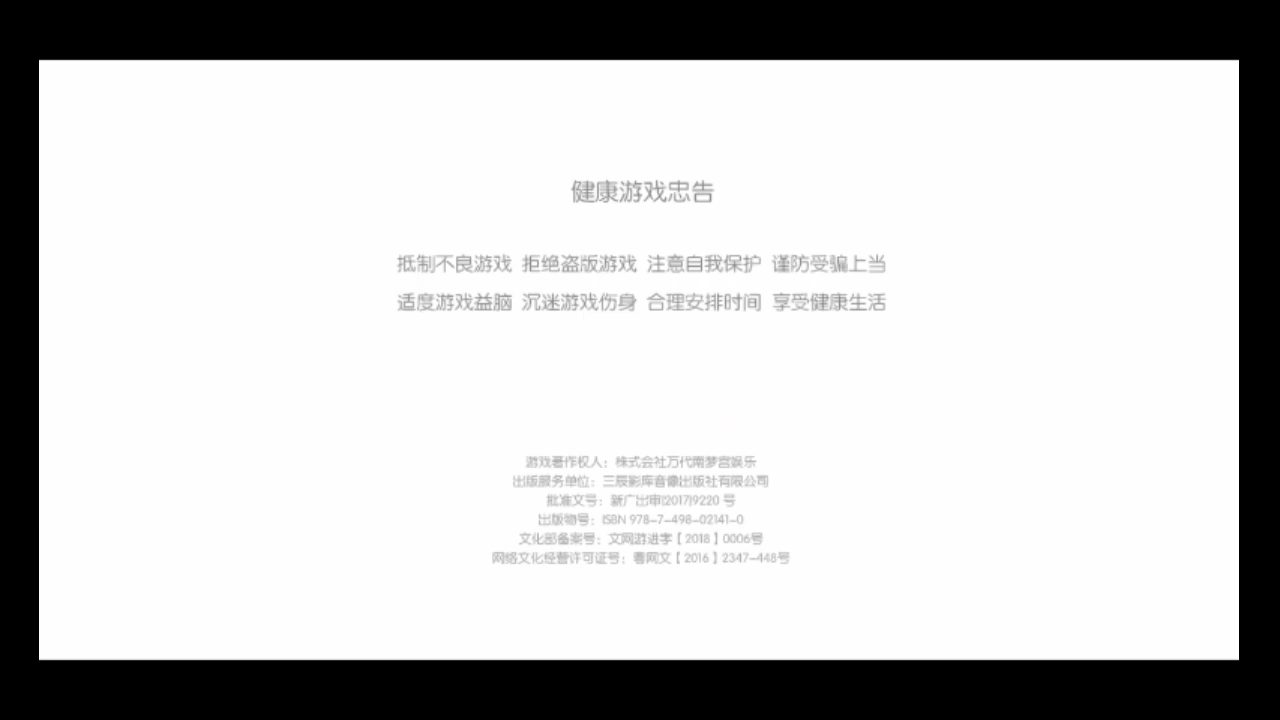 健康游戏忠告
抵制不良游戏 拒绝盗版游戏 注意自我保护 谨防受骗上当
适度游戏益脑 沉迷游戏伤身 合理安排时间 享受健康生活
游戏著作权人：株式会社万代南梦宫娱乐
出版服务单位：三辰影库音像出版社有限公司
批准文号：新广出审[2017]9220 号
出版物号：ISBN 978-7-498-02141-0
文化部备案号：文网游进字【2018】0006号
网络文化经营许可证号：粤网文【2016】2347-448号